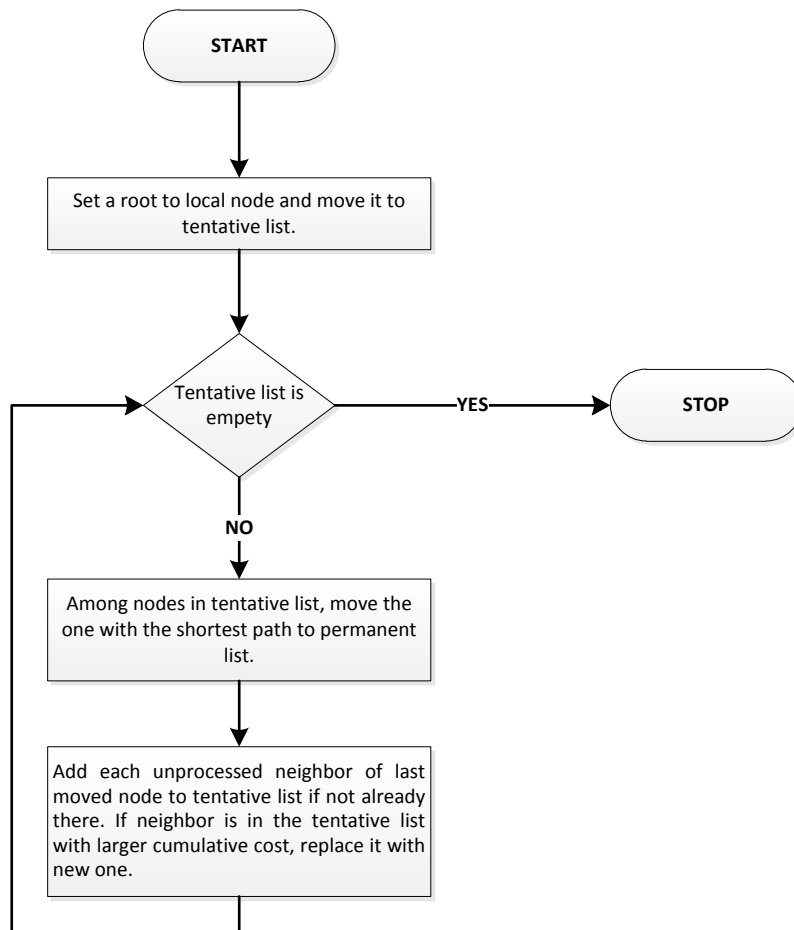 START
Set a root to local node and move it to
tentative list.
Tentative list is
empety
YES
STOP
NO
Among nodes in tentative list, move the
one with the shortest path to permanent
list.
Add each unprocessed neighbor of last
moved node to tentative list if not already
there. If neighbor is in the tentative list
with larger cumulative cost, replace it with
new one.